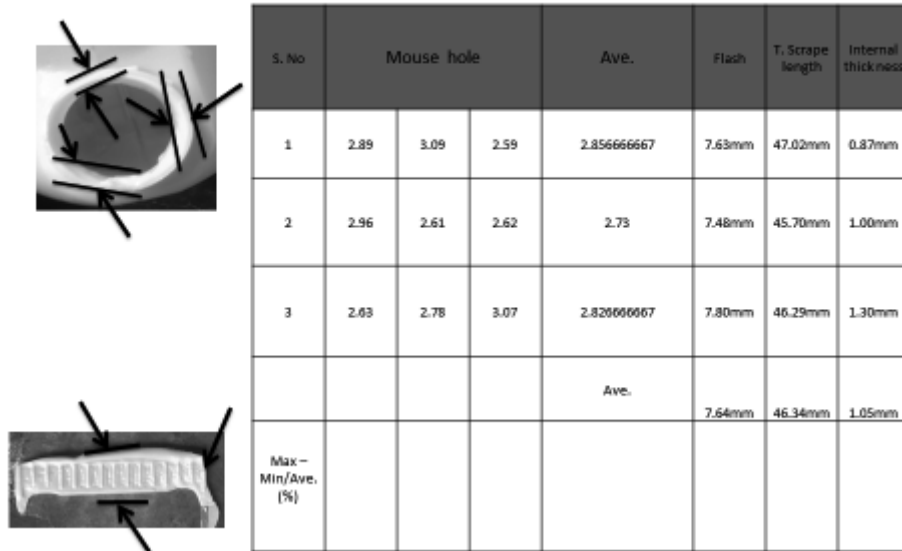 S. No Mouse hole Ave. Flash T. Scrape length Internal thickness
1 2.89 3.09 2.59 2.856666667 7.63mm 47.02mm 0.87mm
2 2.96 2.61 2.62 2.73 7.48mm 45.70mm 1.00mm
3 2.63 2.78 3.07 2.826666667 7.80mm 46.29mm 1.30mm
Ave. 7.64mm 46.34mm 1.05mm
Max –
Min/Ave.
(%)